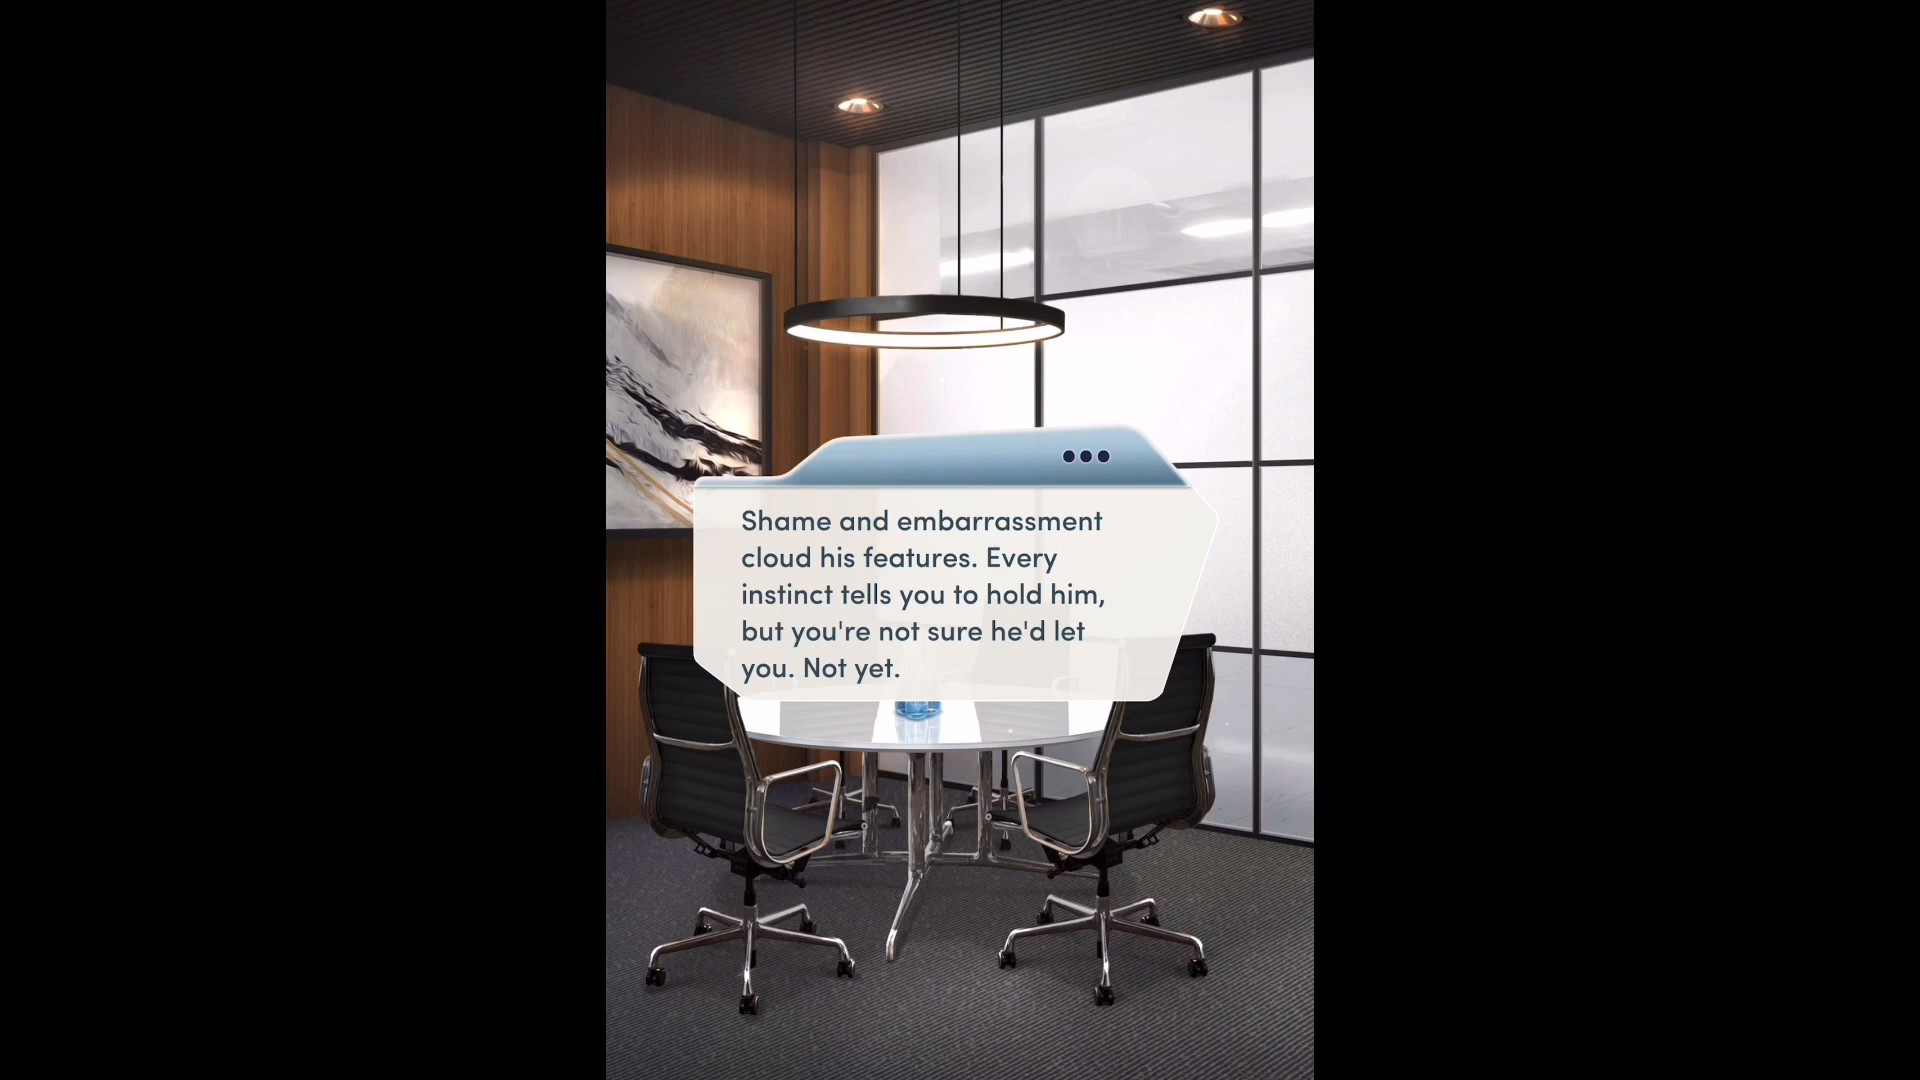 Shame and embarrassment
cloud his features. Every
instinct tells you to hold him,
but you're not sure he'd let
you. Not yet.